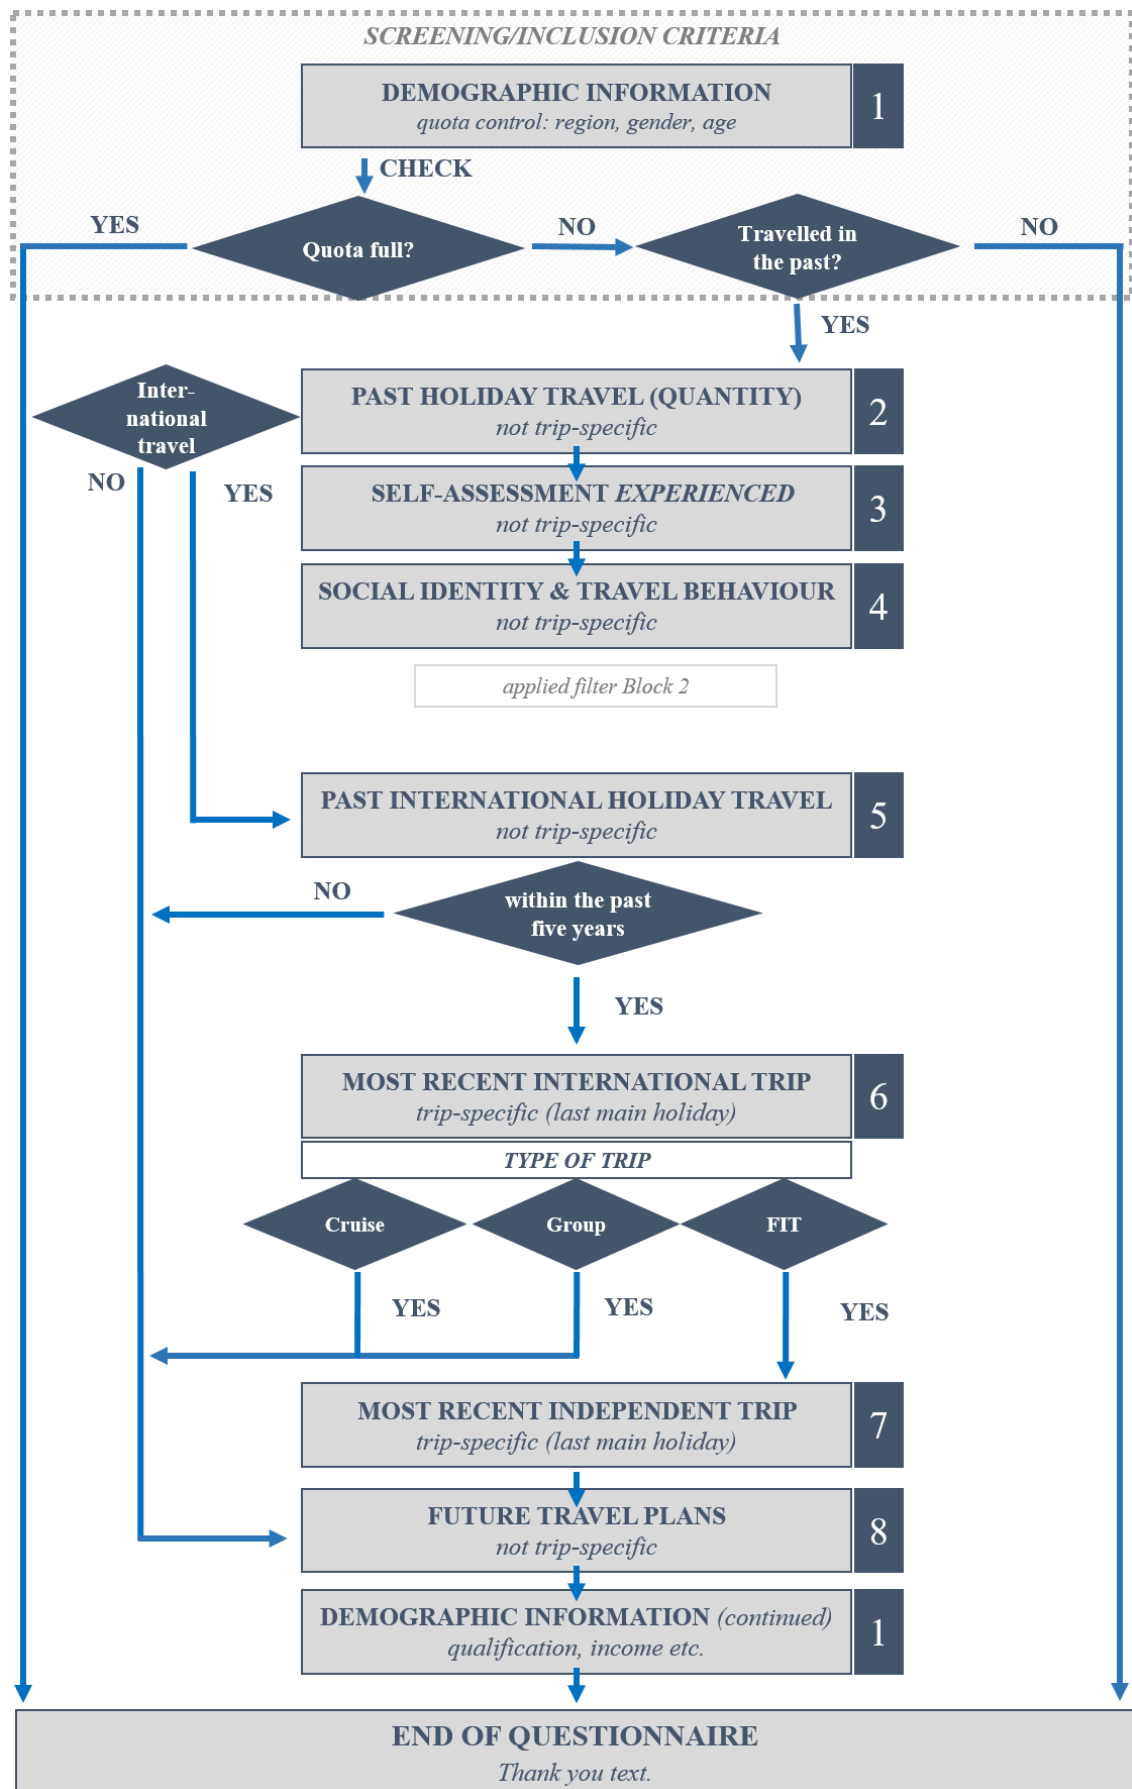 SCREENING/INCLUSION CRITERIA
DEMOGRAPHIC INFORMATION
quota control: region, gender, age
1
CHECK
YES
Quota full?
NO
Travelled in
the past?
NO
YES
Inter-
national
travel
PAST HOLIDAY TRAVEL (QUANTITY)
not trip-specific
2
NO
YES
SELF-ASSESSMENT EXPERIENCED
not trip-specific
3
SOCIAL IDENTITY & TRAVEL BEHAVIOUR
not trip-specific
4
applied filter Block 2
PAST INTERNATIONAL HOLIDAY TRAVEL
not trip-specific
5
NO
within the past
five years
YES
MOST RECENT INTERNATIONAL TRIP
trip-specific (last main holiday)
6
TYPE OF TRIP
Cruise
Group
FIT
YES
YES
YES
MOST RECENT INDEPENDENT TRIP
trip-specific (last main holiday)
7
FUTURE TRAVEL PLANS
not trip-specific
8
DEMOGRAPHIC INFORMATION (continued)
qualification, income etc.
1
END OF QUESTIONNAIRE
Thank you text.